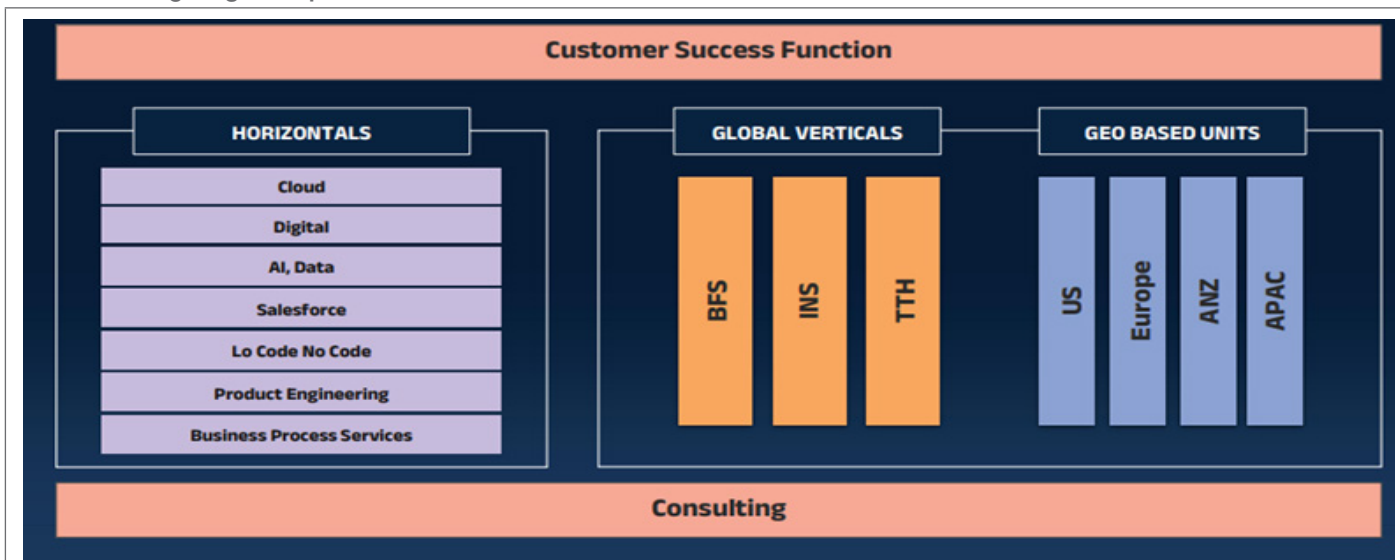 Customer Success Function
HORIZONTALS
Cloud
Digital
AI, Data
Salesforce
Lo Code No Code
Product Engineering
Business Process Services
GLOBAL VERTICALS
BFS
INS
TTH
GEO BASED UNITS
US
Europe
ANZ
APAC
Consulting